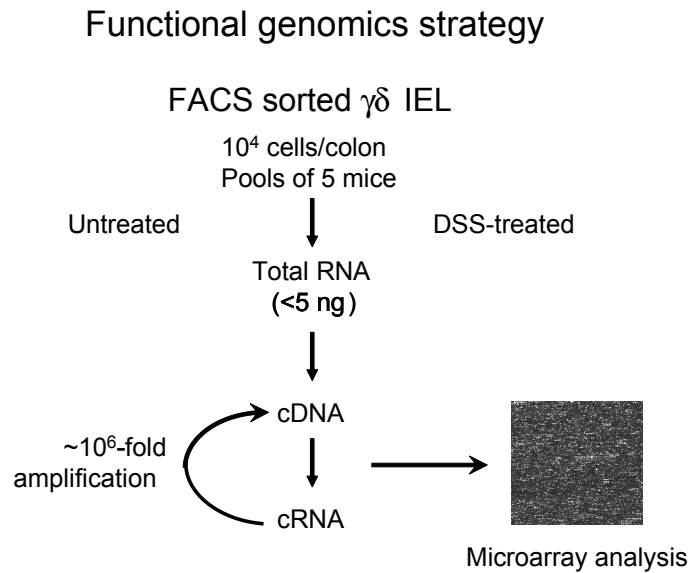 Functional genomics strategy
FACS sorted γδ IEL
10⁴ cells/colon
Pools of 5 mice
Untreated
DSS-treated
Total RNA
(<5 ng)
cDNA
~10⁶-fold
amplification
cRNA
Microarray analysis